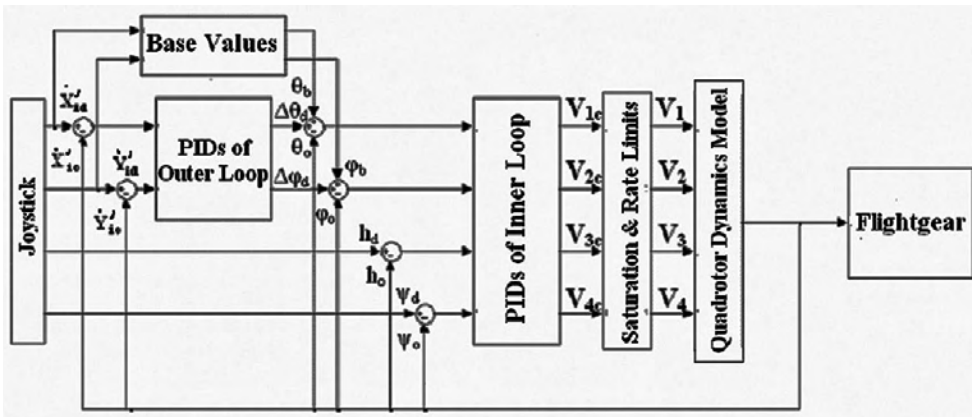 Base Values
θb
Ẋ'id
Δθd
θo
Ẋ'io
Ẏ'id
PIDs of
Outer Loop
φb
Δφd
φo
Ẏ'io
hd
ho
ψd
ψo
Joystick
PIDs of Inner Loop
V1c
V2c
V3c
V4c
Saturation & Rate Limits
V1
V2
V3
V4
Quadrotor Dynamics Model
Flightgear